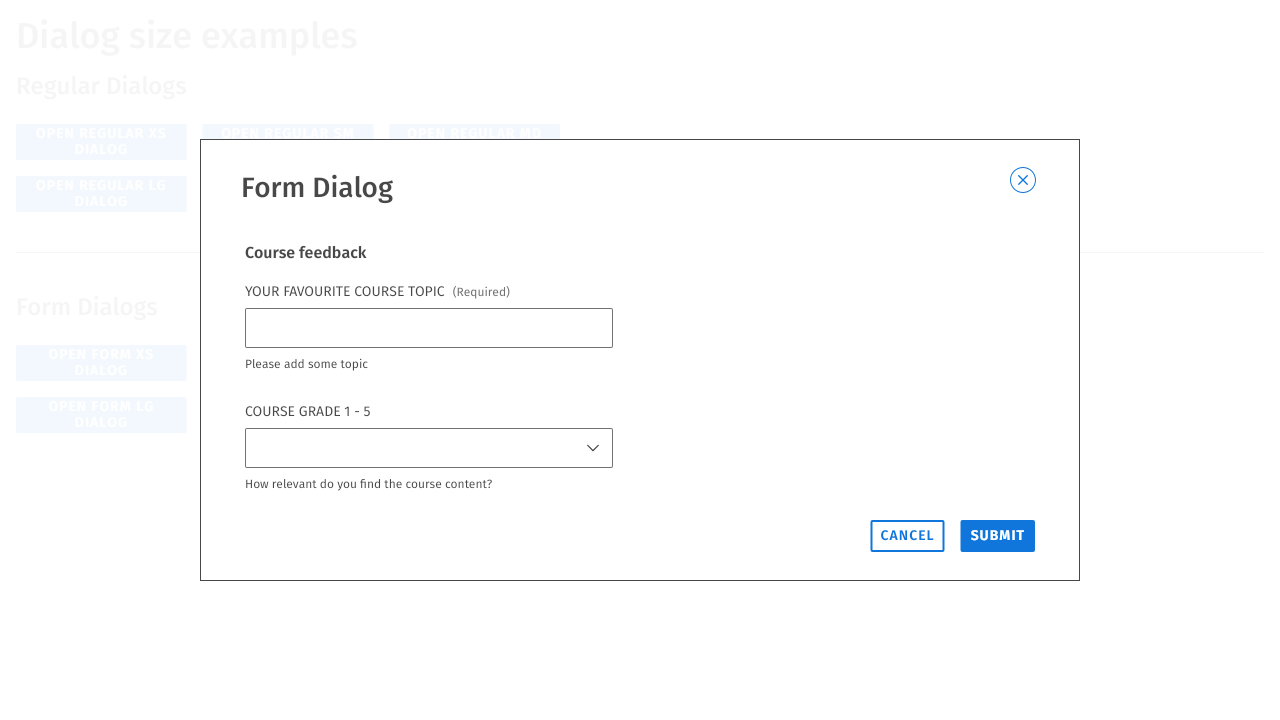 Dialog size examples
Regular Dialogs
OPEN REGULAR XS
DIALOG
OPEN REGULAR SM
OPEN REGULAR MD
OPEN REGULAR LG
DIALOG
Form Dialogs
OPEN FORM XS
DIALOG
OPEN FORM LG
DIALOG
Form Dialog
Course feedback
YOUR FAVOURITE COURSE TOPIC (Required)
Please add some topic
COURSE GRADE 1 - 5
How relevant do you find the course content?
CANCEL
SUBMIT